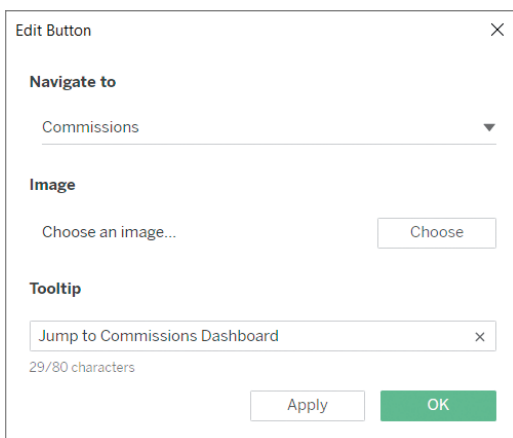 Edit Button
Navigate to
Commissions
Image
Choose an image... Choose
Tooltip
Jump to Commissions Dashboard
29/80 characters
Apply OK